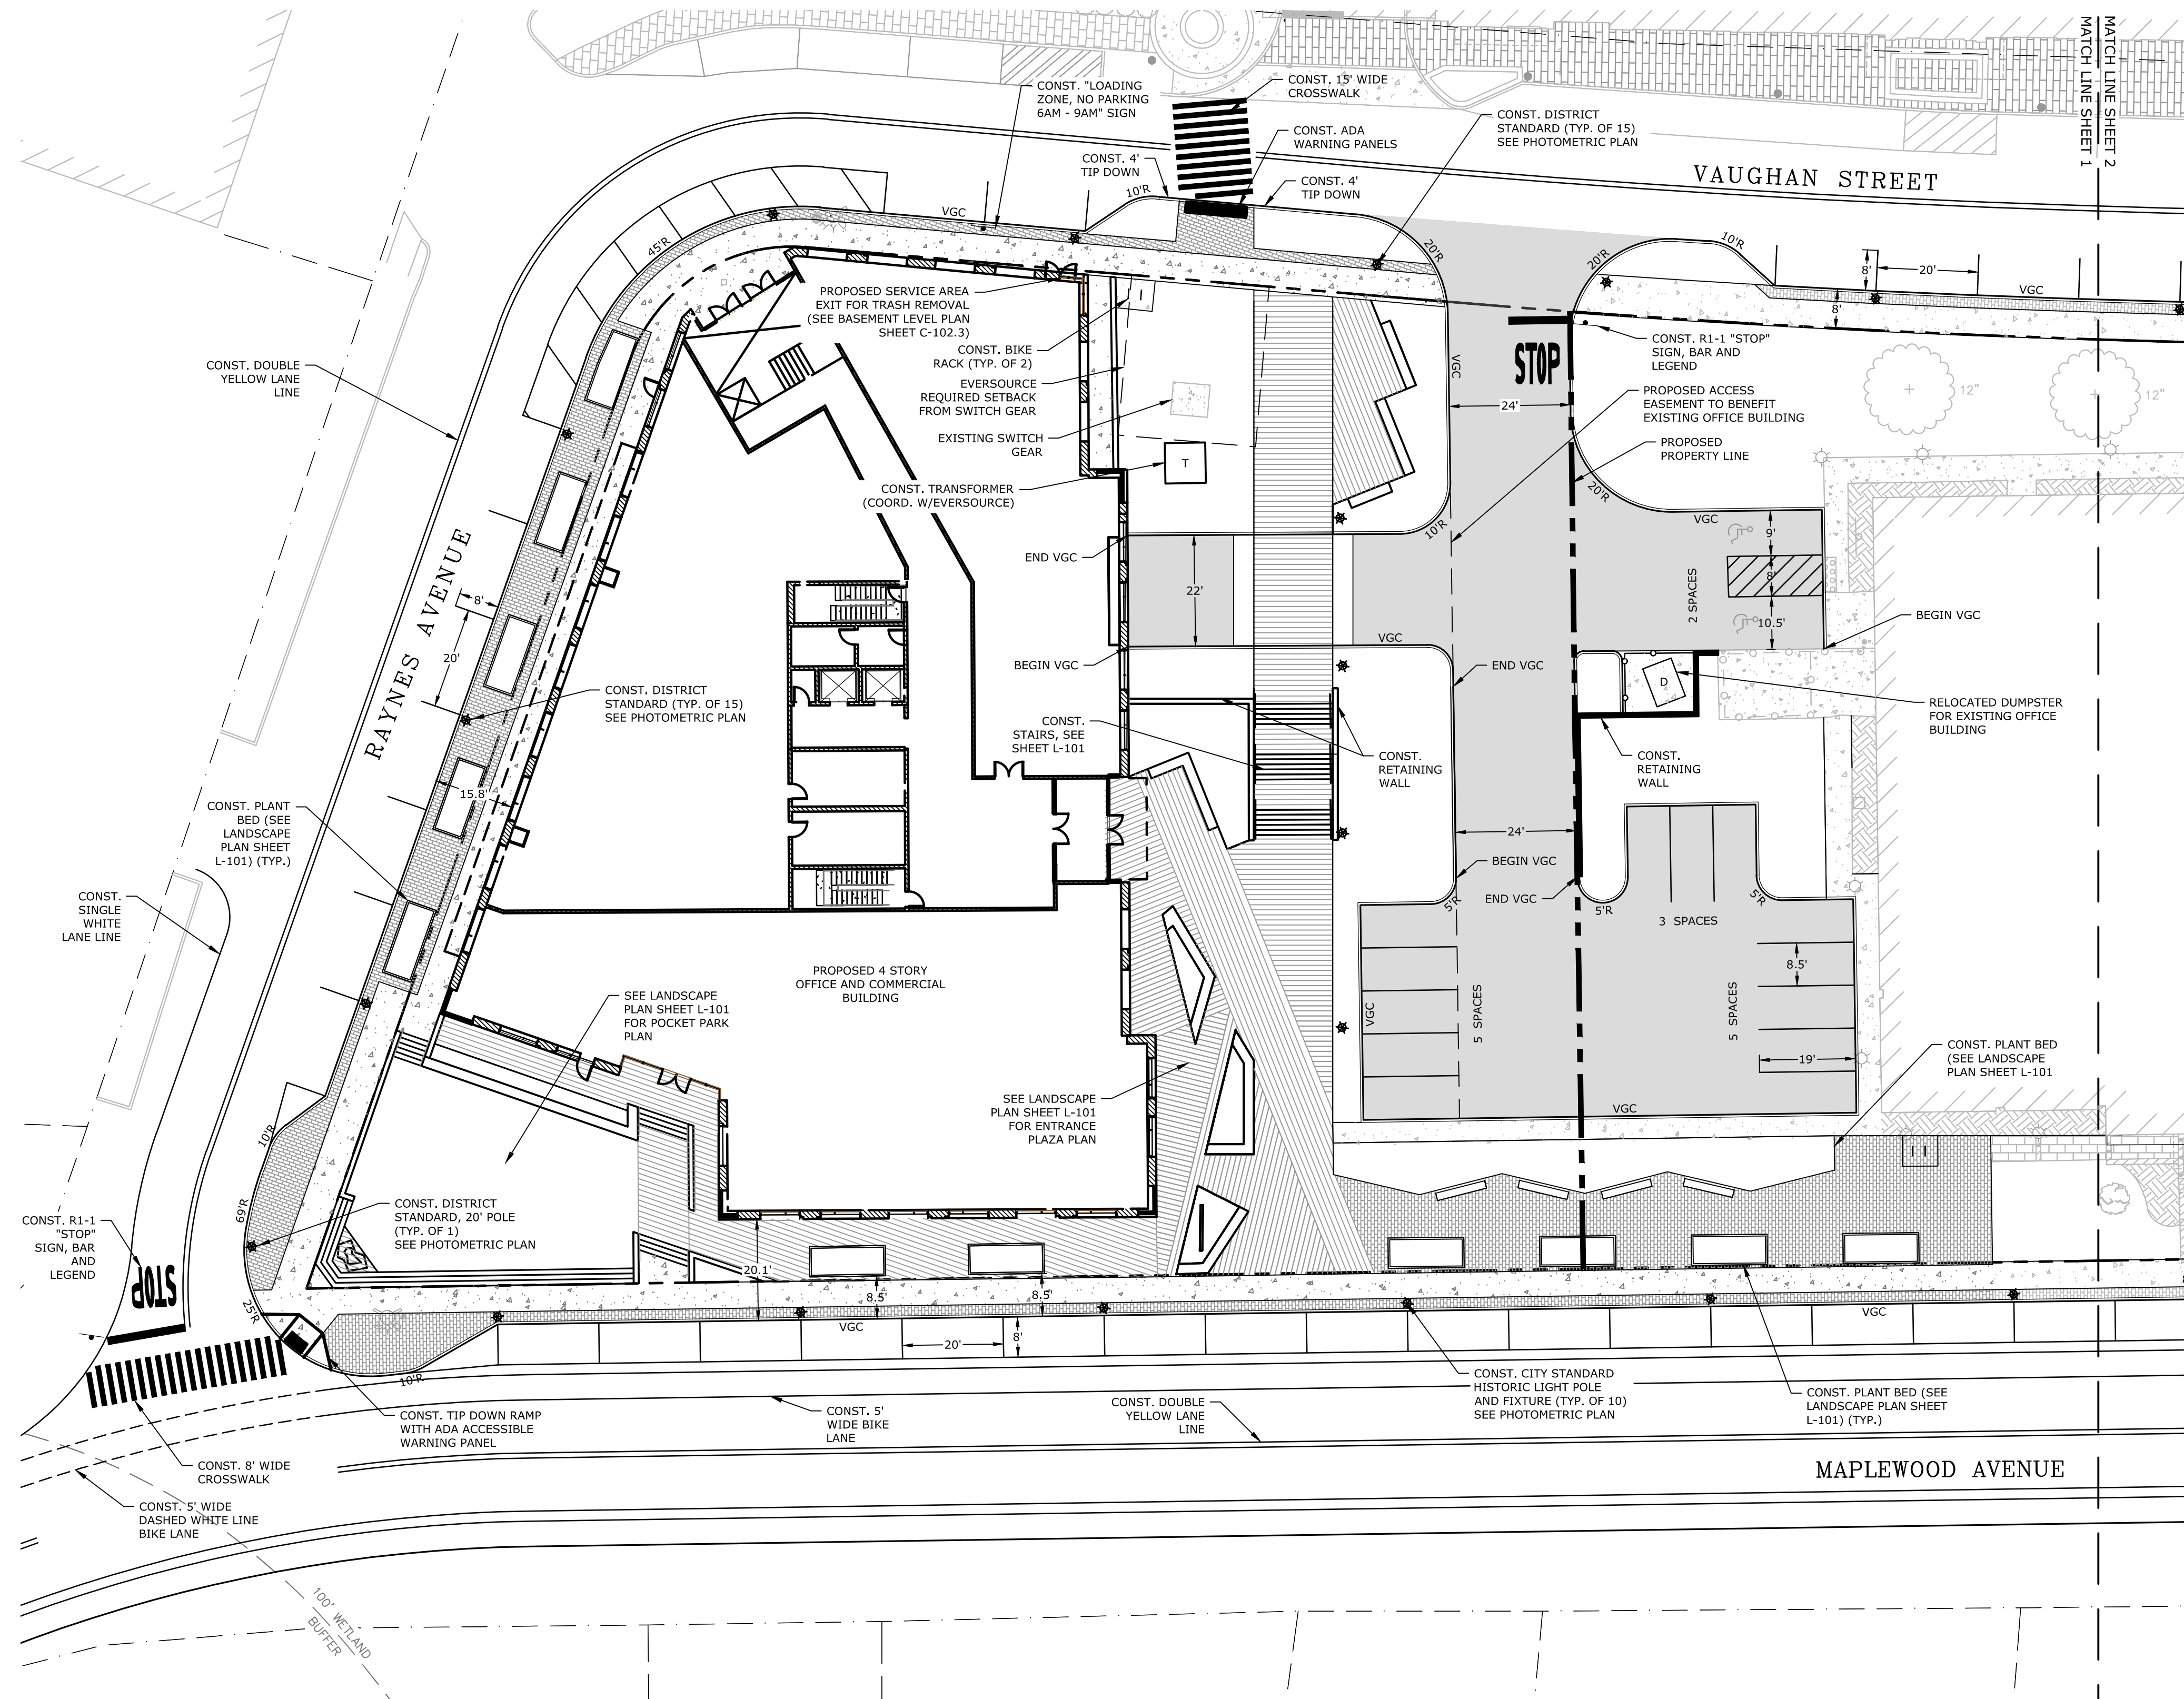 MATCH LINE SHEET 2
MATCH LINE SHEET 1
CONST. "LOADING
ZONE, NO PARKING
6AM - 9AM" SIGN
CONST. 15' WIDE
CROSSWALK
CONST. DISTRICT
STANDARD (TYP. OF 15)
SEE PHOTOMETRIC PLAN
CONST. ADA
WARNING PANELS
CONST. 4'
TIP DOWN
CONST. 4'
TIP DOWN
VAUGHAN STREET
10'R
VGC
45'R
20'R
20'R
10'R
8'
20'
VGC
8'
PROPOSED SERVICE AREA
EXIT FOR TRASH REMOVAL
(SEE BASEMENT LEVEL PLAN
SHEET C-102.3)
CONST. BIKE
RACK (TYP. OF 2)
EVERSOURCE
REQUIRED SETBACK
FROM SWITCH GEAR
EXISTING SWITCH
GEAR
CONST. TRANSFORMER
(COORD. W/EVERSOURCE)
T
VGC
STOP
24'
CONST. R1-1 "STOP"
SIGN, BAR AND
LEGEND
PROPOSED ACCESS
EASEMENT TO BENEFIT
EXISTING OFFICE BUILDING
PROPOSED
PROPERTY LINE
12"
12"
CONST. DOUBLE
YELLOW LANE
LINE
20'R
10'R
VGC
9'
8'
10.5'
2 SPACES
END VGC
22'
VGC
BEGIN VGC
BEGIN VGC
END VGC
D
RAYNES AVENUE
8'
20'
CONST. DISTRICT
STANDARD (TYP. OF 15)
SEE PHOTOMETRIC PLAN
CONST.
STAIRS, SEE
SHEET L-101
CONST.
RETAINING
WALL
CONST.
RETAINING
WALL
RELOCATED DUMPSTER
FOR EXISTING OFFICE
BUILDING
15.8'
CONST. PLANT
BED (SEE
LANDSCAPE
PLAN SHEET
L-101) (TYP.)
24'
BEGIN VGC
END VGC
5'R
5'R
5'R
3 SPACES
CONST.
SINGLE
WHITE
LANE LINE
PROPOSED 4 STORY
OFFICE AND COMMERCIAL
BUILDING
SEE LANDSCAPE
PLAN SHEET L-101
FOR POCKET PARK
PLAN
VGC
5 SPACES
5 SPACES
8.5'
19'
CONST. PLANT BED
(SEE LANDSCAPE
PLAN SHEET L-101
SEE LANDSCAPE
PLAN SHEET L-101
FOR ENTRANCE
PLAZA PLAN
VGC
10'R
69'R
CONST. DISTRICT
STANDARD, 20' POLE
(TYP. OF 1)
SEE PHOTOMETRIC PLAN
CONST. R1-1
"STOP"
SIGN, BAR
AND
LEGEND
STOP
25'R
20.1'
8.5'
8.5'
VGC
20'
8'
VGC
10'R
CONST. TIP DOWN RAMP
WITH ADA ACCESSIBLE
WARNING PANEL
CONST. 5'
WIDE BIKE
LANE
CONST. DOUBLE
YELLOW LANE
LINE
CONST. CITY STANDARD
HISTORIC LIGHT POLE
AND FIXTURE (TYP. OF 10)
SEE PHOTOMETRIC PLAN
CONST. PLANT BED (SEE
LANDSCAPE PLAN SHEET
L-101) (TYP.)
CONST. 8' WIDE
CROSSWALK
CONST. 5' WIDE
DASHED WHITE LINE
BIKE LANE
MAPLEWOOD AVENUE
100' WETLAND
BUFFER